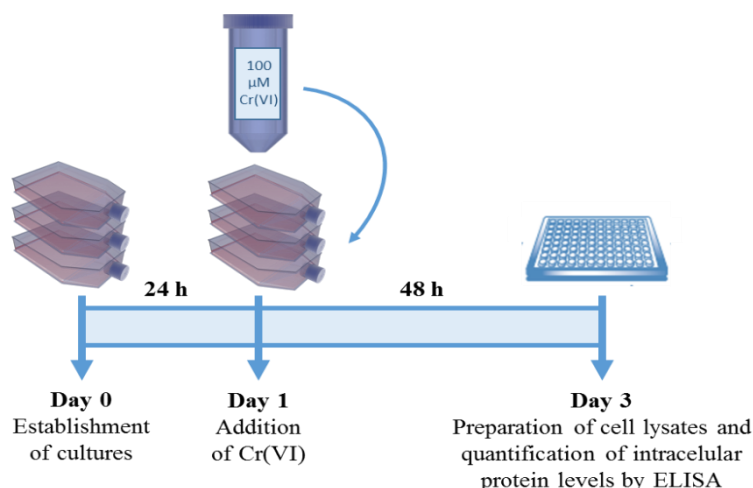 100
μM
Cr(VI)
24 h
48 h
Day 0
Establishment
of cultures
Day 1
Addition
of Cr(VI)
Day 3
Preparation of cell lysates and
quantification of intracelular
protein levels by ELISA